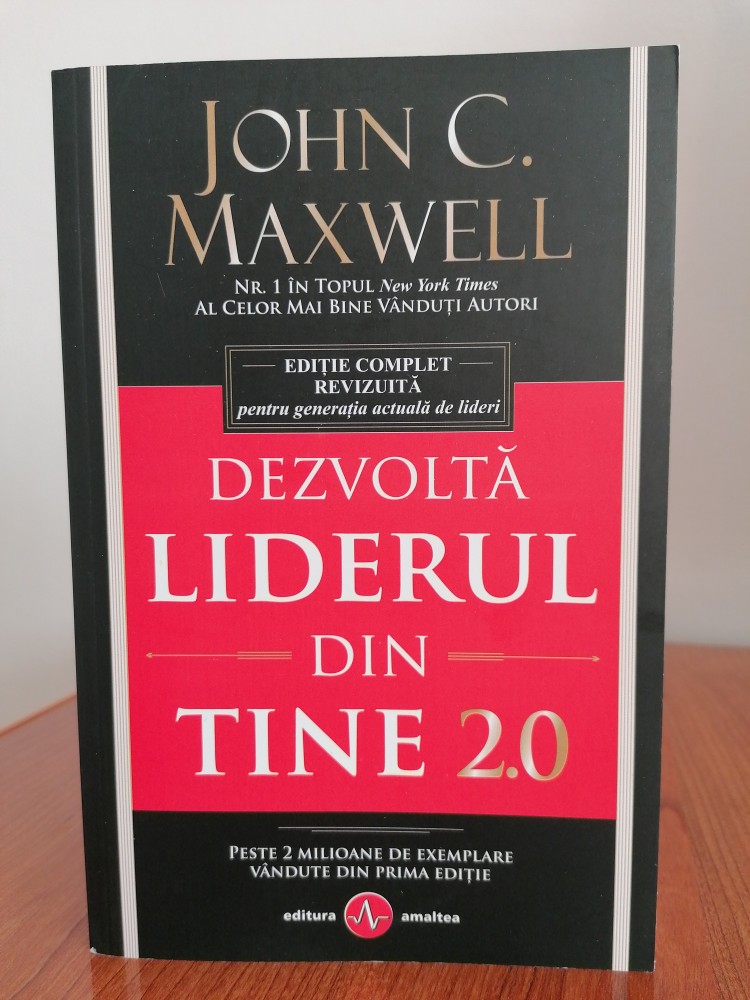 JOHN C.
MAXWELL
NR. 1 ÎN TOPUL New York Times
AL CELOR MAI BINE VÂNDUȚI AUTORI
EDIȚIE COMPLET
REVIZUITĂ
pentru generația actuală de lideri
DEZVOLTĂ
LIDERUL
DIN
TINE 2.0
PESTE 2 MILIOANE DE EXEMPLARE
VÂNDUTE DIN PRIMA EDIȚIE
editura amaltea